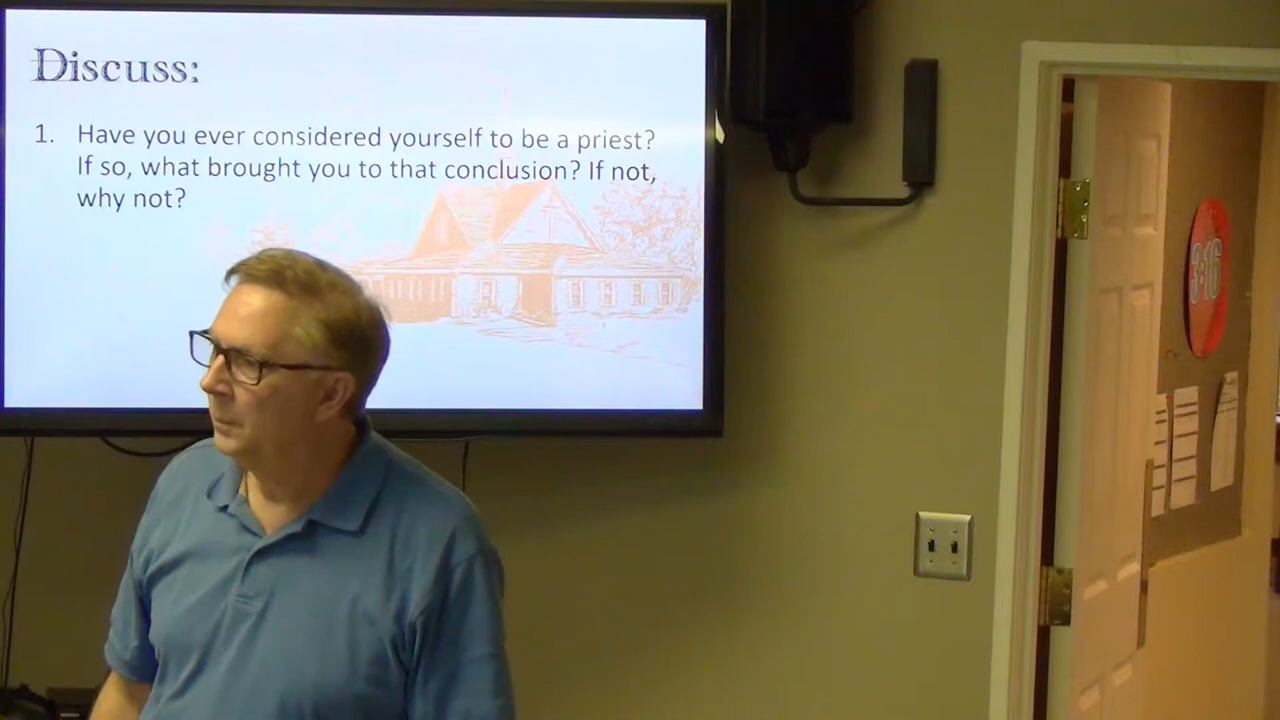 Discuss:
1. Have you ever considered yourself to be a priest?
If so, what brought you to that conclusion? If not,
why not?
3:16